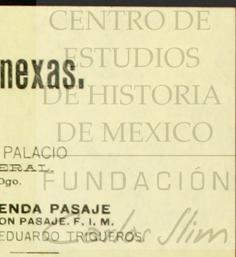 CENTRO DE
ESTUDIOS
nexas.
DE HISTORIA
DE MEXICO
PALACIO
ERAL.
Ogo.
FUNDACIÓN
ENDA PASAJE
ON PASAJE. F. I. M.
EDUARDO TRIGUEROS
Carlos Slim